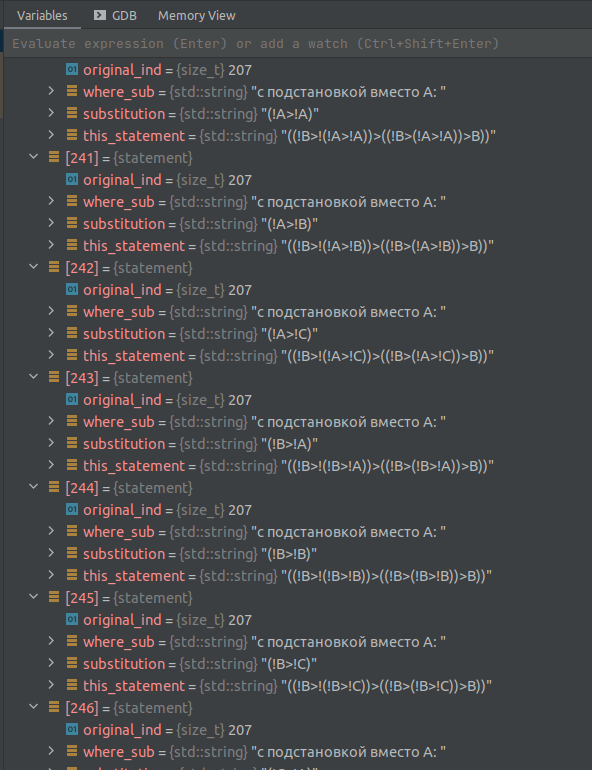 Variables GDB Memory View
Evaluate expression (Enter) or add a watch (Ctrl+Shift+Enter)
01 original_ind = {size_t} 207
where_sub = {std::string} "с подстановкой вместо A: "
substitution = {std::string} "(!A>!A)"
this_statement = {std::string} "((!B>!(!A>!A))>((!B>(!A>!A))>B))"
[241] = {statement}
01 original_ind = {size_t} 207
where_sub = {std::string} "с подстановкой вместо A: "
substitution = {std::string} "(!A>!B)"
this_statement = {std::string} "((!B>!(!A>!B))>((!B>(!A>!B))>B))"
[242] = {statement}
01 original_ind = {size_t} 207
where_sub = {std::string} "с подстановкой вместо A: "
substitution = {std::string} "(!A>!C)"
this_statement = {std::string} "((!B>!(!A>!C))>((!B>(!A>!C))>B))"
[243] = {statement}
01 original_ind = {size_t} 207
where_sub = {std::string} "с подстановкой вместо A: "
substitution = {std::string} "(!B>!A)"
this_statement = {std::string} "((!B>!(!B>!A))>((!B>(!B>!A))>B))"
[244] = {statement}
01 original_ind = {size_t} 207
where_sub = {std::string} "с подстановкой вместо A: "
substitution = {std::string} "(!B>!B)"
this_statement = {std::string} "((!B>!(!B>!B))>((!B>(!B>!B))>B))"
[245] = {statement}
01 original_ind = {size_t} 207
where_sub = {std::string} "с подстановкой вместо A: "
substitution = {std::string} "(!B>!C)"
this_statement = {std::string} "((!B>!(!B>!C))>((!B>(!B>!C))>B))"
[246] = {statement}
01 original_ind = {size_t} 207
where_sub = {std::string} "с подстановкой вместо A: "